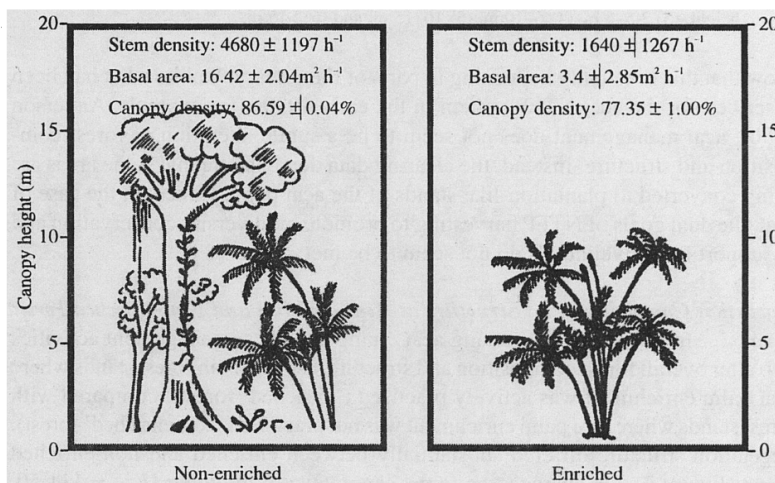 20
15
10
5
0
Canopy height (m)
Stem density: 4680 ± 1197 h⁻¹
Basal area: 16.42 ± 2.04m² h⁻¹
Canopy density: 86.59 ± 0.04%
Non-enriched
Stem density: 1640 ± 1267 h⁻¹
Basal area: 3.4 ± 2.85m² h⁻¹
Canopy density: 77.35 ± 1.00%
Enriched
20
15
10
5
0